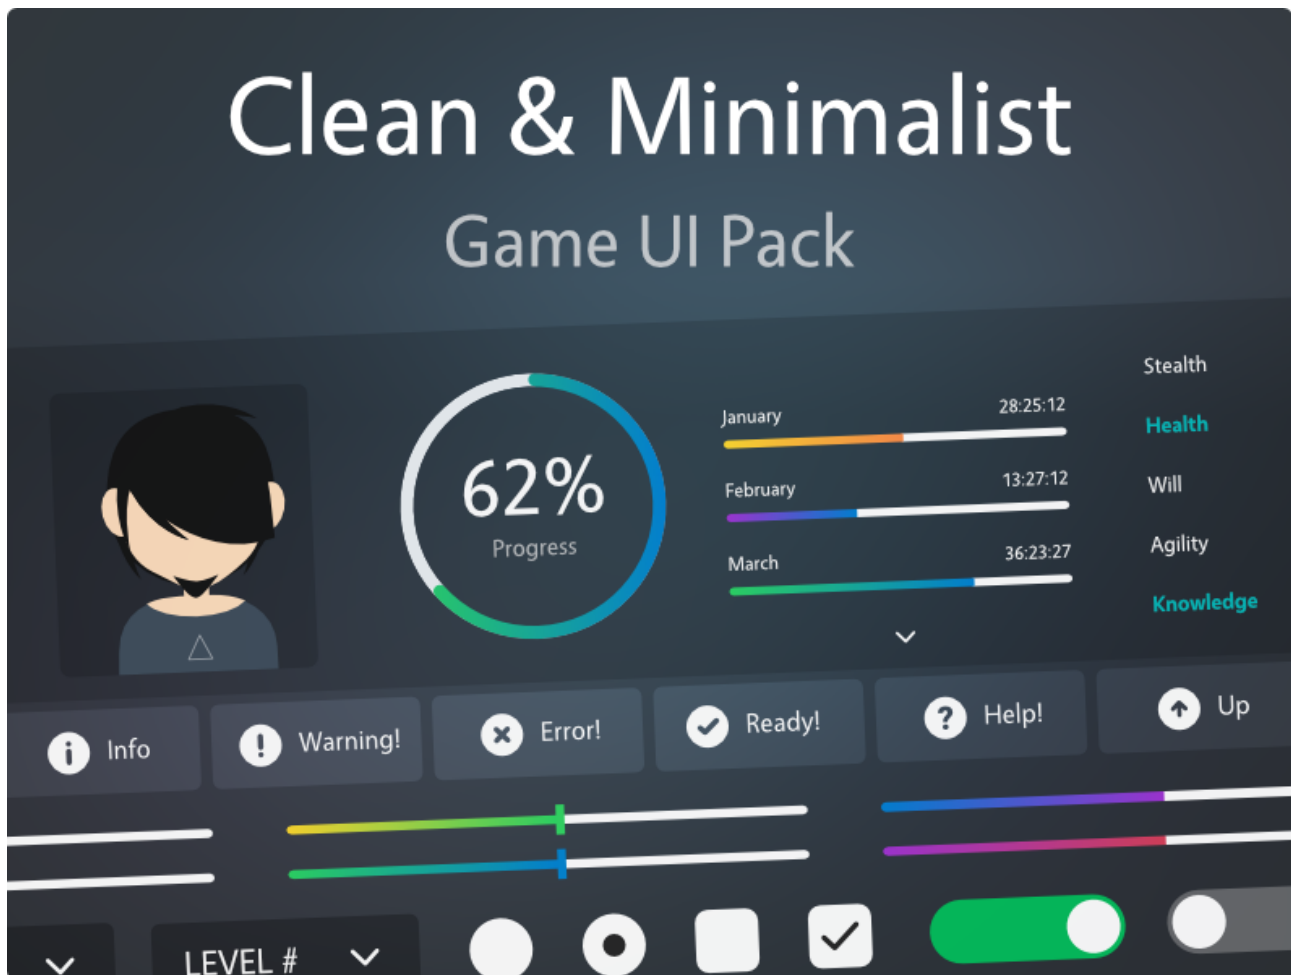 Clean & Minimalist
Game UI Pack
62%
Progress
January 28:25:12
February 13:27:12
March 36:23:27
Stealth
Health
Will
Agility
Knowledge
Info
Warning!
Error!
Ready!
Help!
Up
LEVEL #